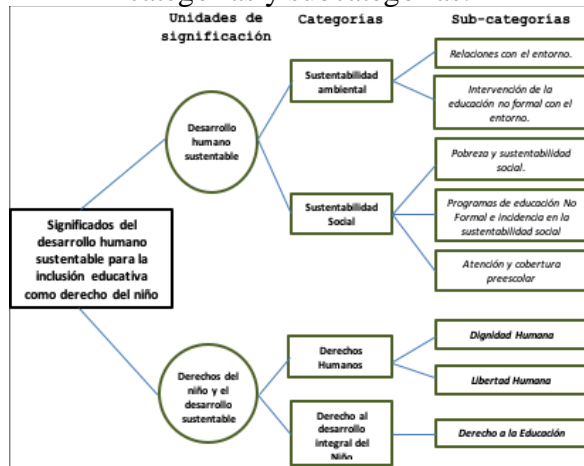 categorías y subcategorías.
Unidades de
significación
Categorías
Sub-categorías
Relaciones con el entorno.
Sustentabilidad
ambiental
Intervención de la
educación no formal con el
entorno.
Desarrollo
humano
sustentable
Pobreza y sustentabilidad
social.
Sustentabilidad
Social
Programas de educación No
Formal e incidencia en la
sustentabilidad social
Significados del
desarrollo humano
sustentable para la
inclusión educativa
como derecho del niño
Atención y cobertura
preescolar
Derechos
Humanos
Dignidad Humana
Libertad Humana
Derechos del
niño y el
desarrollo
sustentable
Derecho al
desarrollo
integral del
Niño
Derecho a la Educación